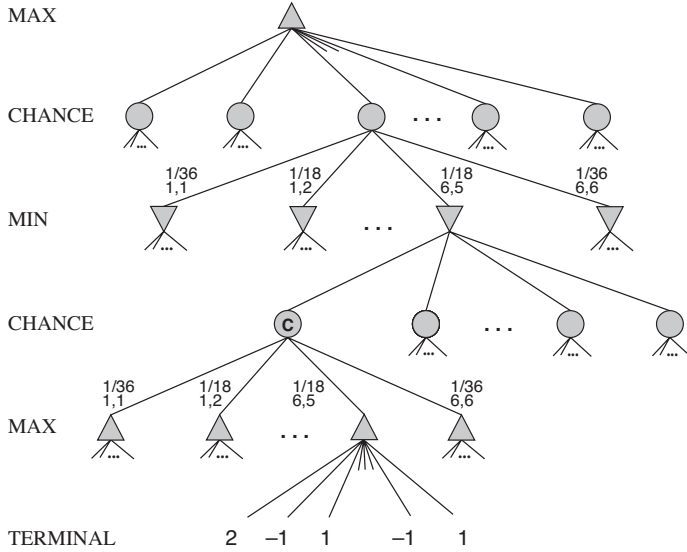 MAX
CHANCE
...
1/36 1/18 1/18 1/36
1,1 1,2 6,5 6,6
MIN
...
CHANCE
C
...
1/36 1/18 1/18 1/36
1,1 1,2 6,5 6,6
MAX
...
TERMINAL 2 –1 1 –1 1